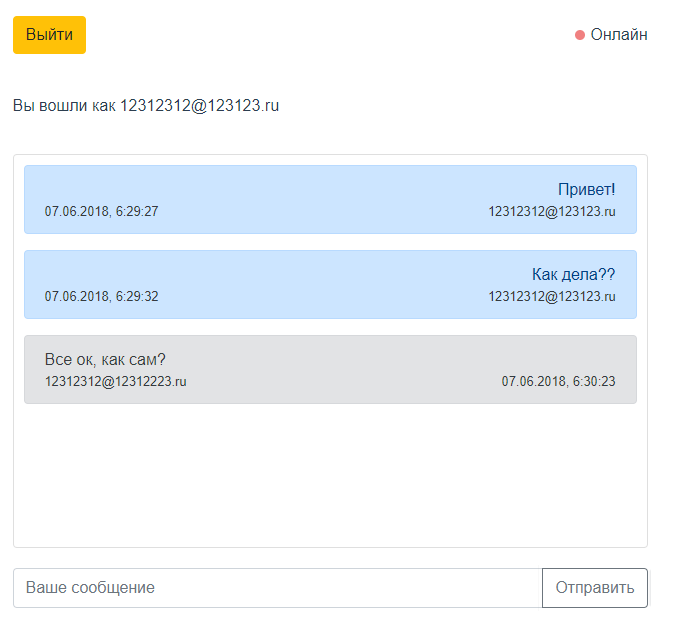 Выйти
Онлайн
Вы вошли как 12312312@123123.ru
Привет!
07.06.2018, 6:29:27 12312312@123123.ru
Как дела??
07.06.2018, 6:29:32 12312312@123123.ru
Все ок, как сам?
12312312@12312223.ru 07.06.2018, 6:30:23
Ваше сообщение
Отправить